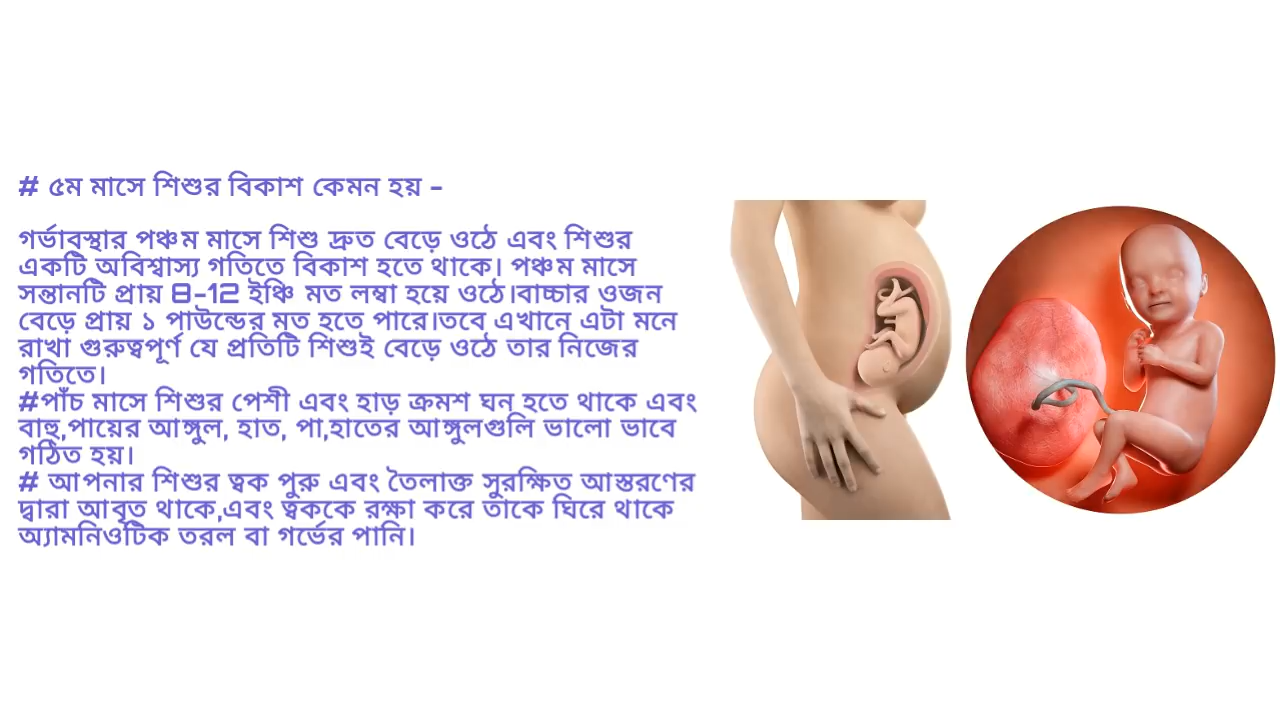 # ৫ম মাসে শিশুর বিকাশ কেমন হয় -
গর্ভাবস্থার পঞ্চম মাসে শিশু দ্রুত বেড়ে ওঠে এবং শিশুর
একটি অবিশ্বাস্য গতিতে বিকাশ হতে থাকে। পঞ্চম মাসে
সন্তানটি প্রায় 8-12 ইঞ্চি মত লম্বা হয়ে ওঠে।বাচ্চার ওজন
বেড়ে প্রায় ১ পাউন্ডের মত হতে পারে।তবে এখানে এটা মনে
রাখা গুরুত্বপূর্ণ যে প্রতিটি শিশুই বেড়ে ওঠে তার নিজের
গতিতে।
#পাঁচ মাসে শিশুর পেশী এবং হাড় ক্রমশ ঘন হতে থাকে এবং
বাহু,পায়ের আঙ্গুল, হাত, পা,হাতের আঙ্গুলগুলি ভালো ভাবে
গঠিত হয়।
# আপনার শিশুর ত্বক পুরু এবং তৈলাক্ত সুরক্ষিত আস্তরণের
দ্বারা আবৃত থাকে,এবং ত্বককে রক্ষা করে তাকে ঘিরে থাকে
অ্যামনিওটিক তরল বা গর্ভের পানি।